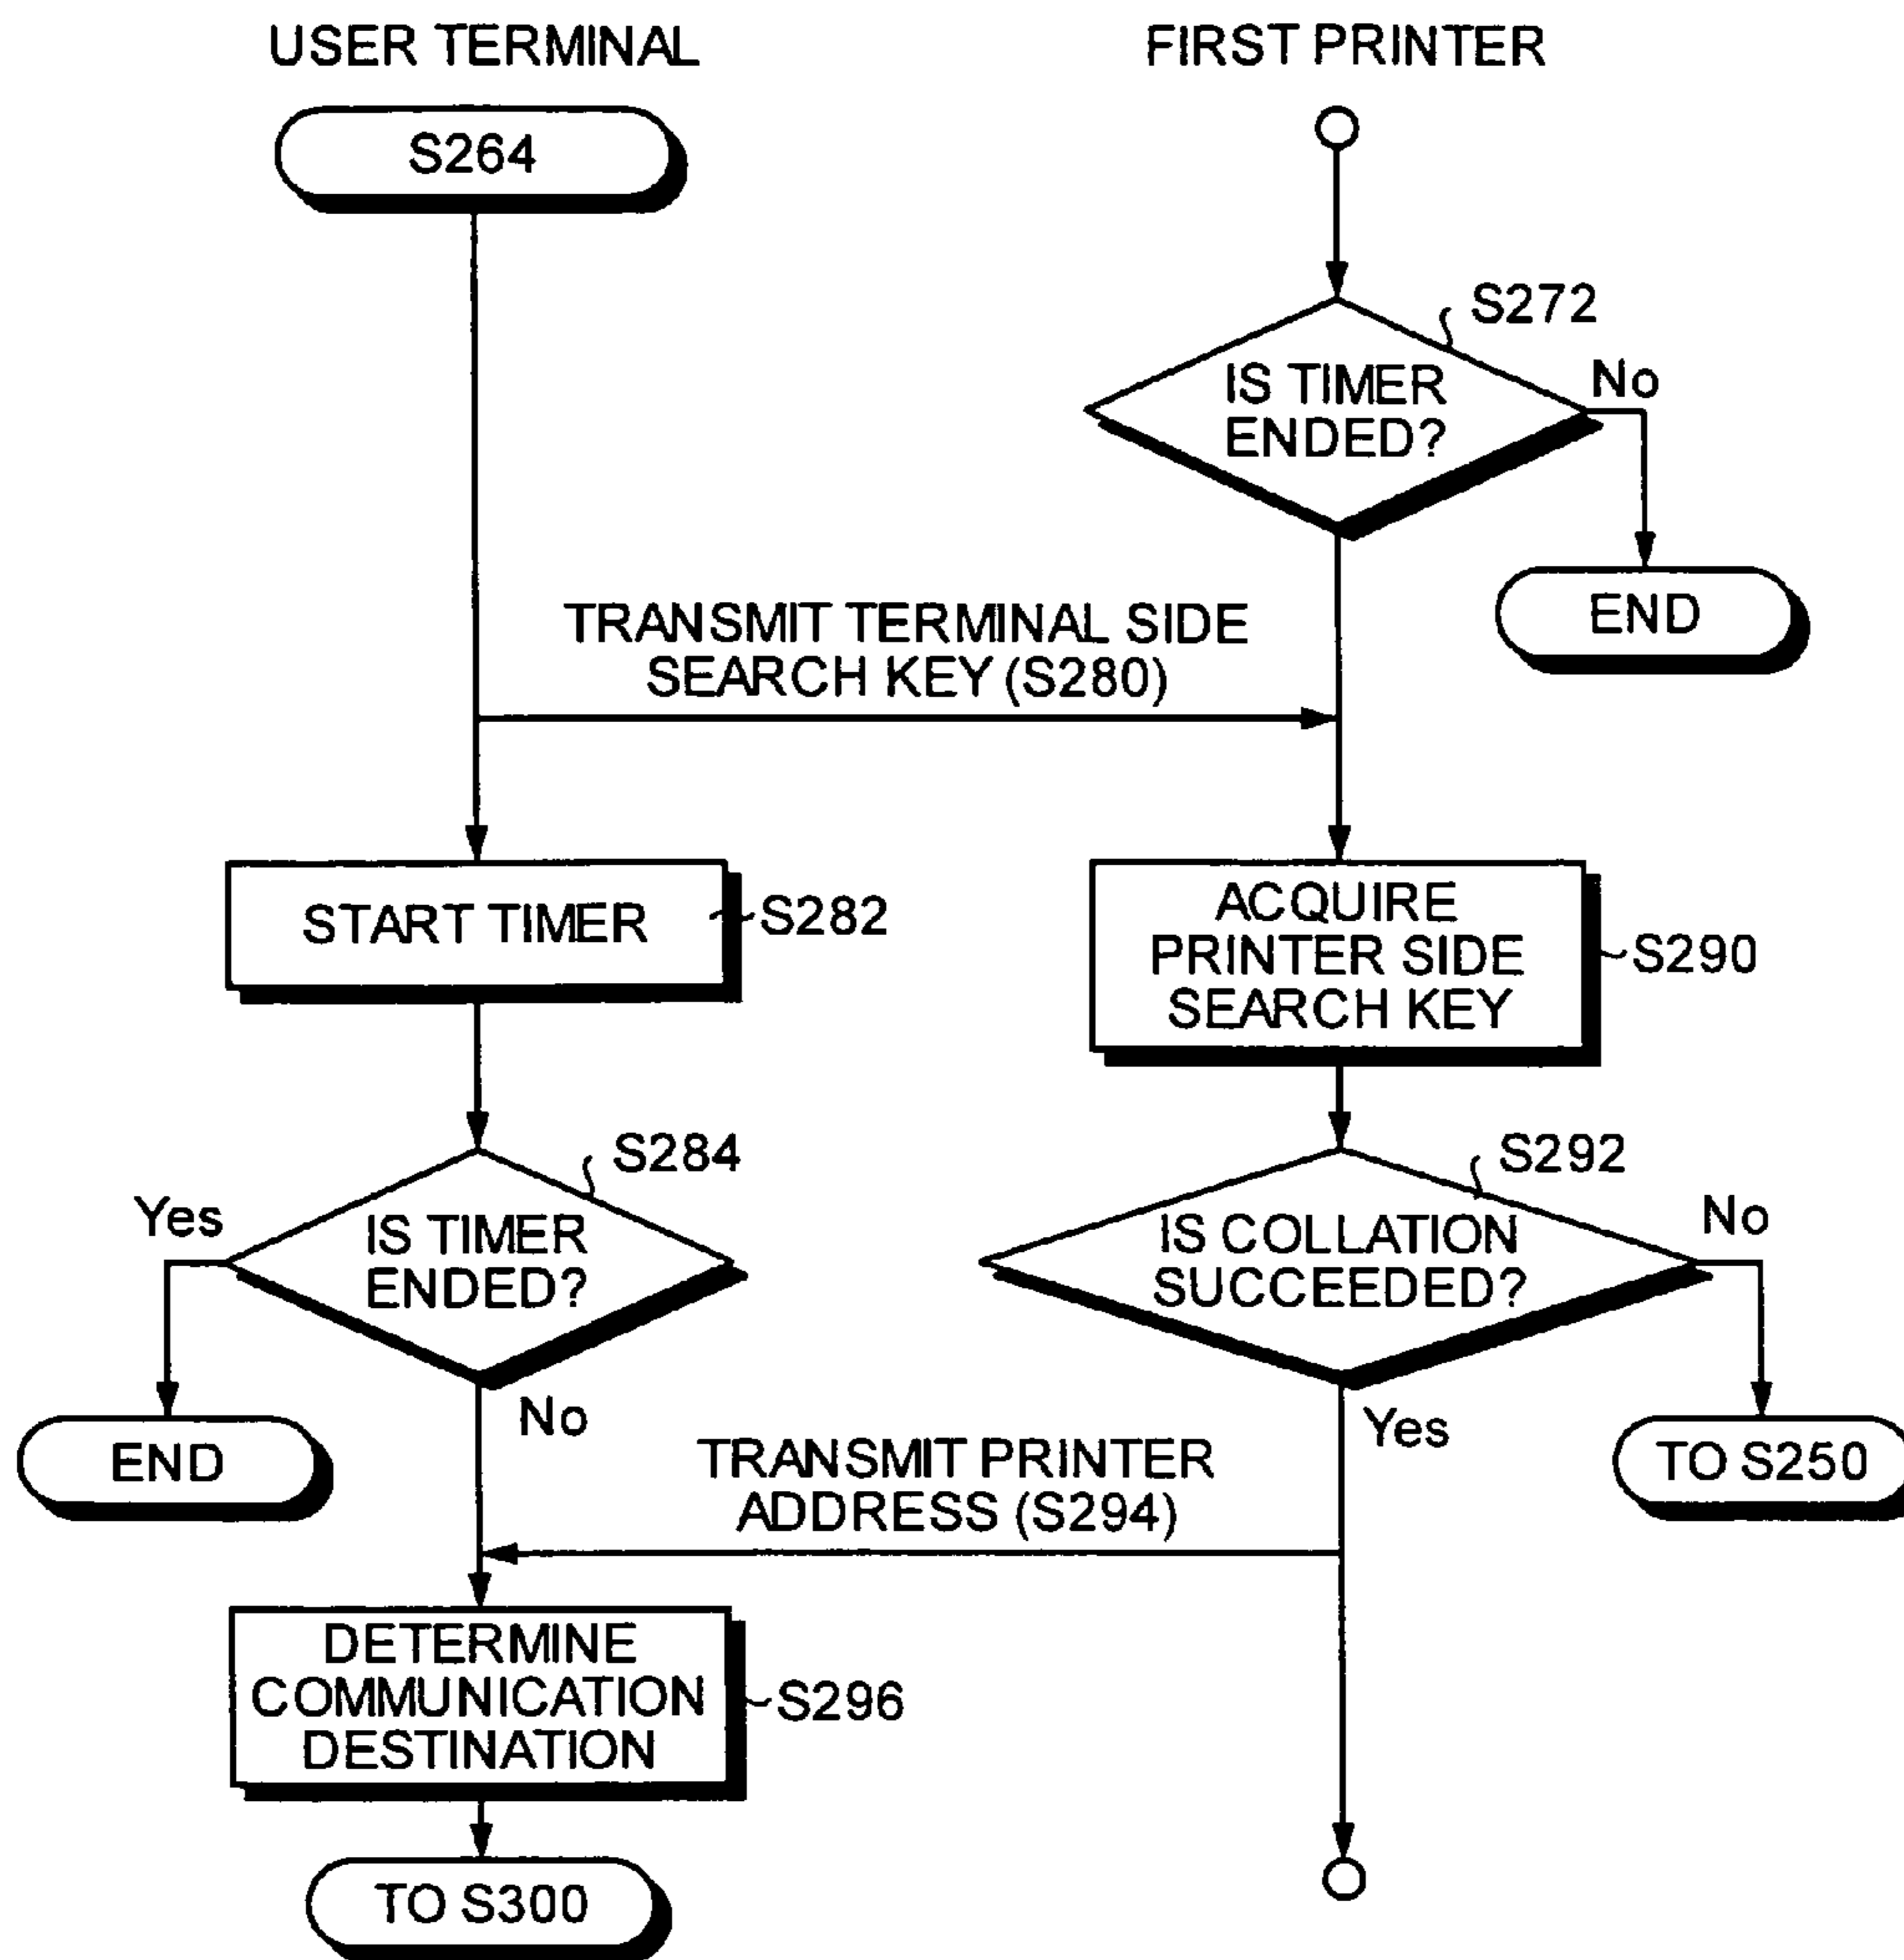 USER TERMINAL
FIRST PRINTER
S264
S272
IS TIMER
ENDED?
No
END
TRANSMIT TERMINAL SIDE
SEARCH KEY (S280)
START TIMER
S282
ACQUIRE
PRINTER SIDE
SEARCH KEY
S290
S284
Yes
IS TIMER
ENDED?
No
END
S292
IS COLLATION
SUCCEEDED?
No
Yes
TO S250
TRANSMIT PRINTER
ADDRESS (S294)
DETERMINE
COMMUNICATION
DESTINATION
S296
TO S300